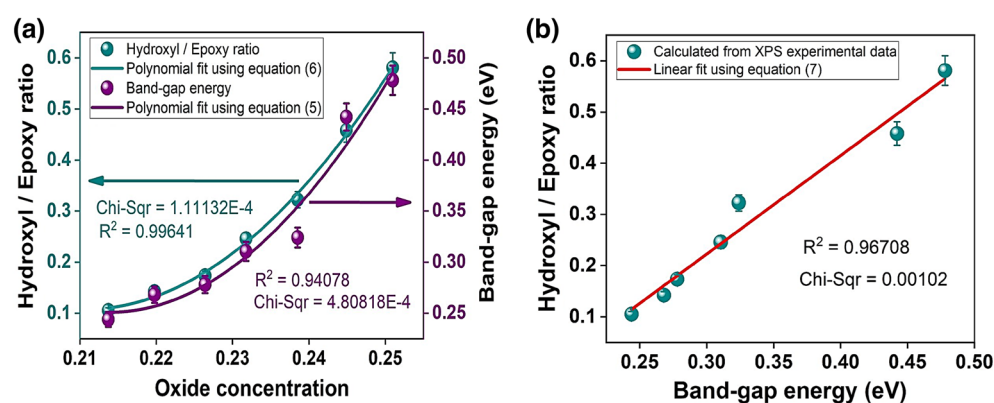 (a)
Hydroxyl / Epoxy ratio
Polynomial fit using equation (6)
Band-gap energy
Polynomial fit using equation (5)
Chi-Sqr = 1.11132E-4
R² = 0.99641
R² = 0.94078
Chi-Sqr = 4.80818E-4
Hydroxyl / Epoxy ratio
0.6
0.5
0.4
0.3
0.2
0.1
Band-gap energy (eV)
0.50
0.45
0.40
0.35
0.30
0.25
0.21
0.22
0.23
0.24
0.25
Oxide concentration
(b)
Calculated from XPS experimental data
Linear fit using equation (7)
R² = 0.96708
Chi-Sqr = 0.00102
Hydroxyl / Epoxy ratio
0.6
0.5
0.4
0.3
0.2
0.1
0.25
0.30
0.35
0.40
0.45
0.50
Band-gap energy (eV)